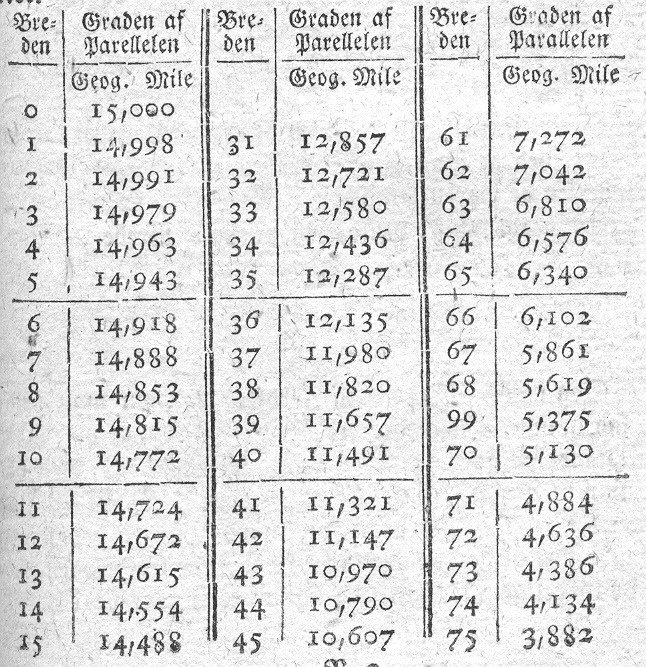 Bre- Graden af Bre- Graden af Bre- Graden af
den Parellelen den Parellelen den Parallelen
Geog. Mile Geog. Mile Geog. Mile
0 15,000
1 14,998 31 12,857 61 7,272
2 14,991 32 12,721 62 7,042
3 14,979 33 12,580 63 6,810
4 14,963 34 12,436 64 6,576
5 14,943 35 12,287 65 6,340
6 14,918 36 12,135 66 6,102
7 14,888 37 11,980 67 5,861
8 14,853 38 11,820 68 5,619
9 14,815 39 11,657 99 5,375
10 14,772 40 11,491 70 5,130
11 14,724 41 11,321 71 4,884
12 14,672 42 11,147 72 4,636
13 14,615 43 10,970 73 4,386
14 14,554 44 10,790 74 4,134
15 14,488 45 10,607 75 3,882